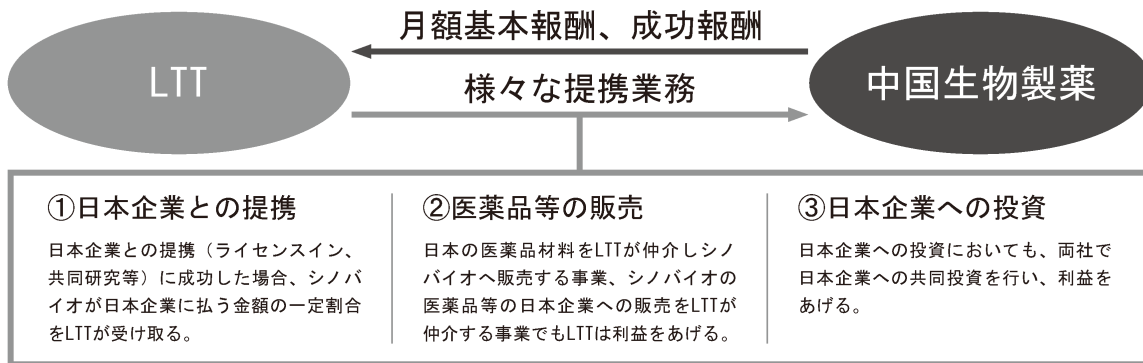 月額基本報酬、成功報酬
LTT
中国生物製薬
様々な提携業務
①日本企業との提携
日本企業との提携（ライセンスイン、
共同研究等）に成功した場合、シノバ
イオが日本企業に払う金額の一定割合
をLTTが受け取る。
②医薬品等の販売
日本の医薬品材料をLTTが仲介しシノ
バイオへ販売する事業、シノバイオの
医薬品等の日本企業への販売をLTTが
仲介する事業でもLTTは利益をあげる。
③日本企業への投資
日本企業への投資においても、両社で
日本企業への共同投資を行い、利益を
あげる。